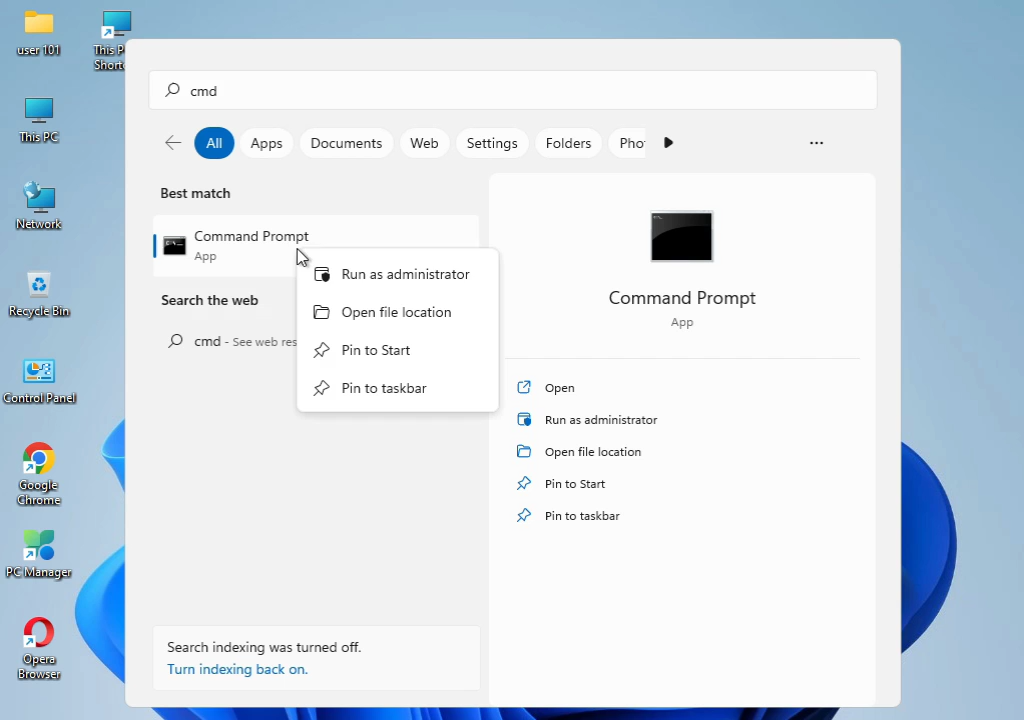 user 101
This P
Shortc
This PC
Network
Recycle Bin
Control Panel
Google
Chrome
PC Manager
Opera
Browser
cmd
All
Apps
Documents
Web
Settings
Folders
Pho
Best match
Command Prompt
App
Search the web
cmd - See web res
Run as administrator
Open file location
Pin to Start
Pin to taskbar
Command Prompt
App
Open
Run as administrator
Open file location
Pin to Start
Pin to taskbar
Search indexing was turned off.
Turn indexing back on.